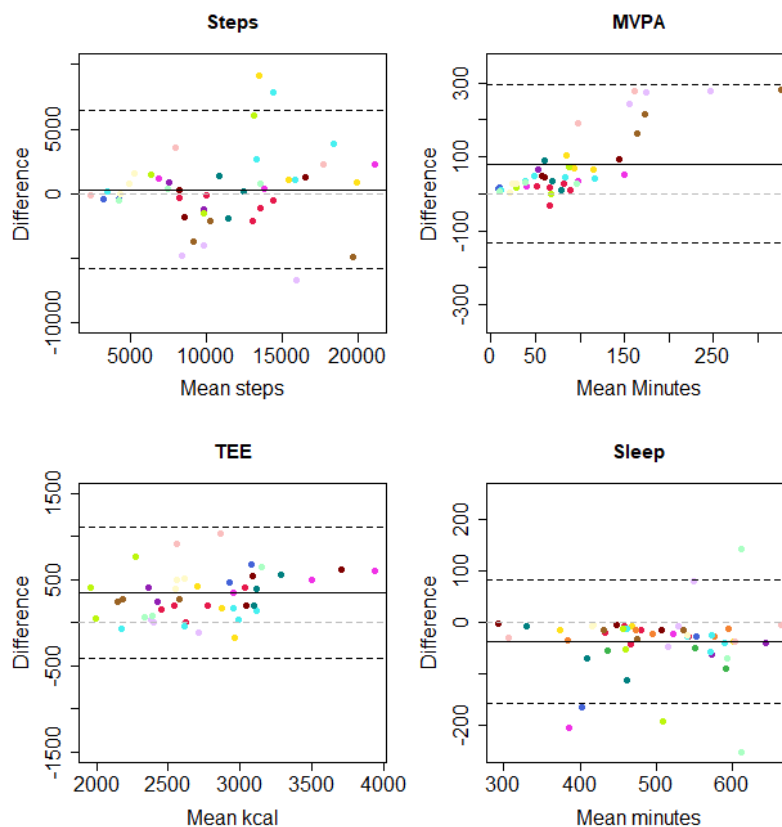 Steps
Difference
5000
0
-10000
5000
10000
15000
20000
Mean steps
MVPA
Difference
300
100
-100
-300
0
50
150
250
Mean Minutes
TEE
Difference
1500
500
0
-500
-1500
2000
2500
3000
3500
4000
Mean kcal
Sleep
Difference
200
100
0
-200
300
400
500
600
Mean minutes